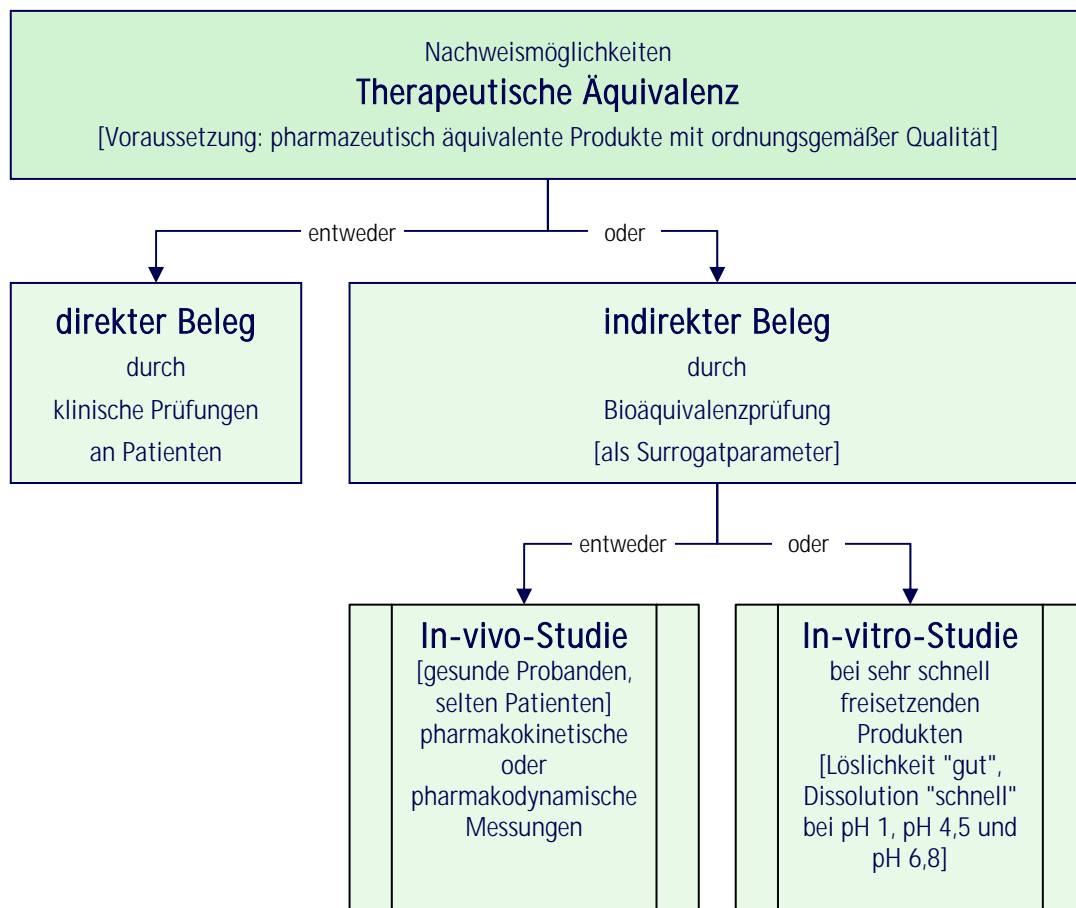 Nachweismöglichkeiten
Therapeutische Äquivalenz
[Voraussetzung: pharmazeutisch äquivalente Produkte mit ordnungsgemäßer Qualität]
entweder
oder
direkter Beleg
durch
klinische Prüfungen
an Patienten
indirekter Beleg
durch
Bioäquivalenzprüfung
[als Surrogatparameter]
entweder
oder
In-vivo-Studie
[gesunde Probanden,
selten Patienten]
pharmakokinetische
oder
pharmakodynamische
Messungen
In-vitro-Studie
bei sehr schnell
freisetzenden
Produkten
[Löslichkeit "gut",
Dissolution "schnell"
bei pH 1, pH 4,5 und
pH 6,8]